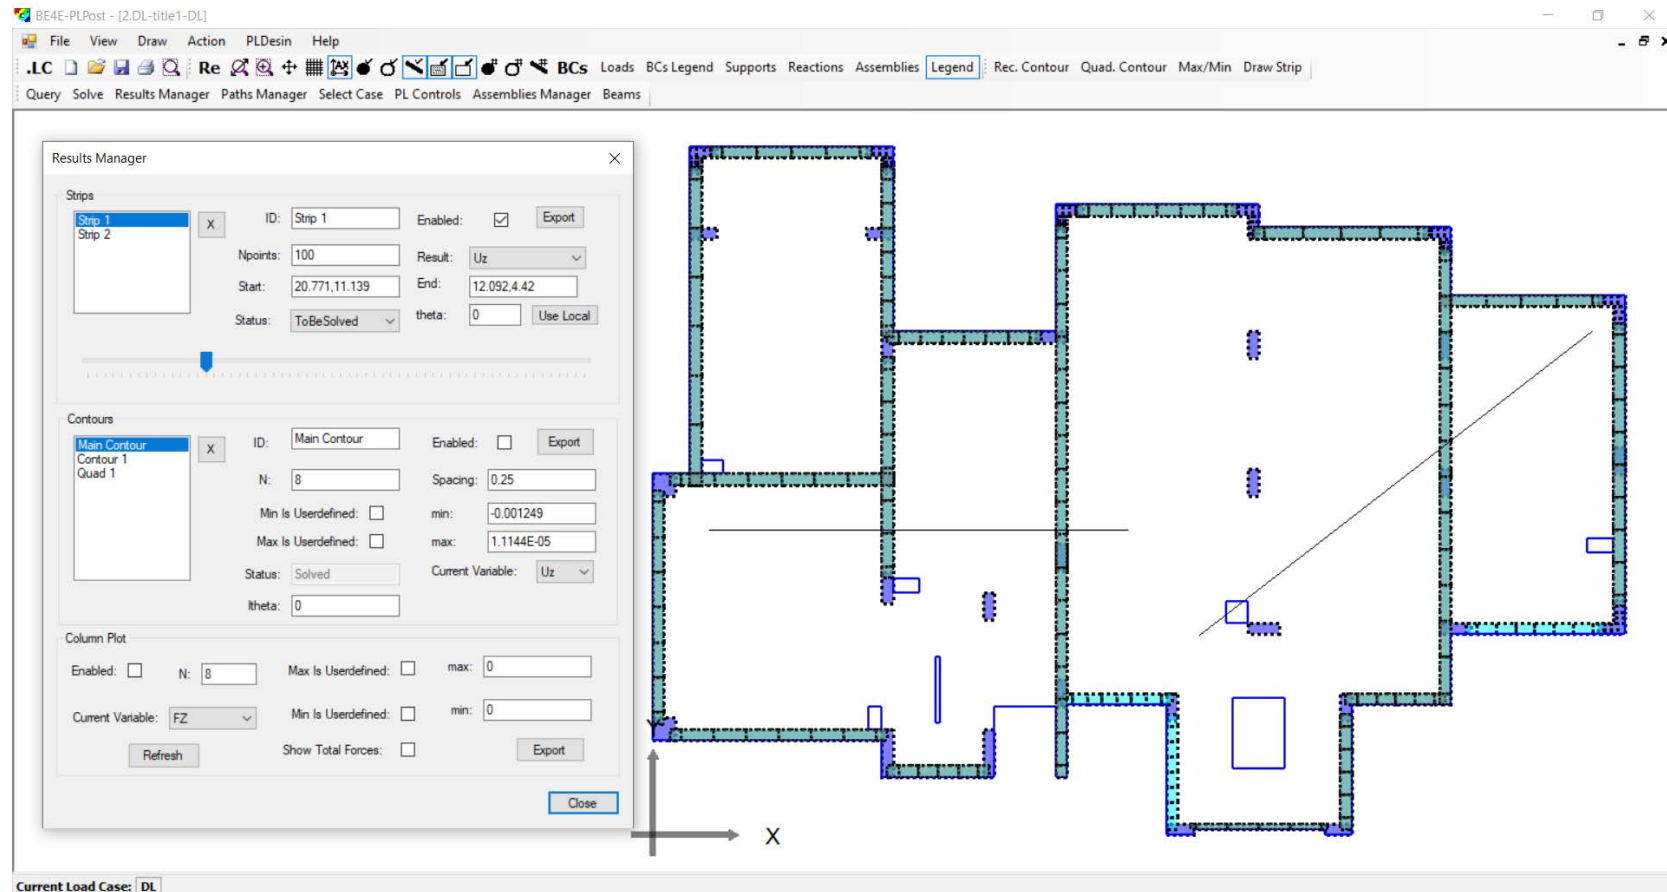 BE4E-PLPost - [2.DL-title1-DL]
File View Draw Action PLDesin Help
.LC Re BCs Loads BCs Legend Supports Reactions Assemblies Legend Rec. Contour Quad. Contour Max/Min Draw Strip
Query Solve Results Manager Paths Manager Select Case PL Controls Assemblies Manager Beams
Results Manager
Strips
Strip 1
Strip 2
X
ID: Strip 1 Enabled: Export
Npoints: 100 Result: Uz
Start: 20.771,11.139 End: 12.092,4.42
Status: ToBeSolved theta: 0 Use Local
Contours
Main Contour
Contour 1
Quad 1
X
ID: Main Contour Enabled: Export
N: 8 Spacing: 0.25
Min Is Userdefined: min: -0.001249
Max Is Userdefined: max: 1.1144E-05
Status: Solved Current Variable: Uz
ltheta: 0
Column Plot
Enabled: N: 8 Max Is Userdefined: max: 0
Current Variable: FZ Min Is Userdefined: min: 0
Refresh Show Total Forces: Export
Close
Y
X
Current Load Case: DL